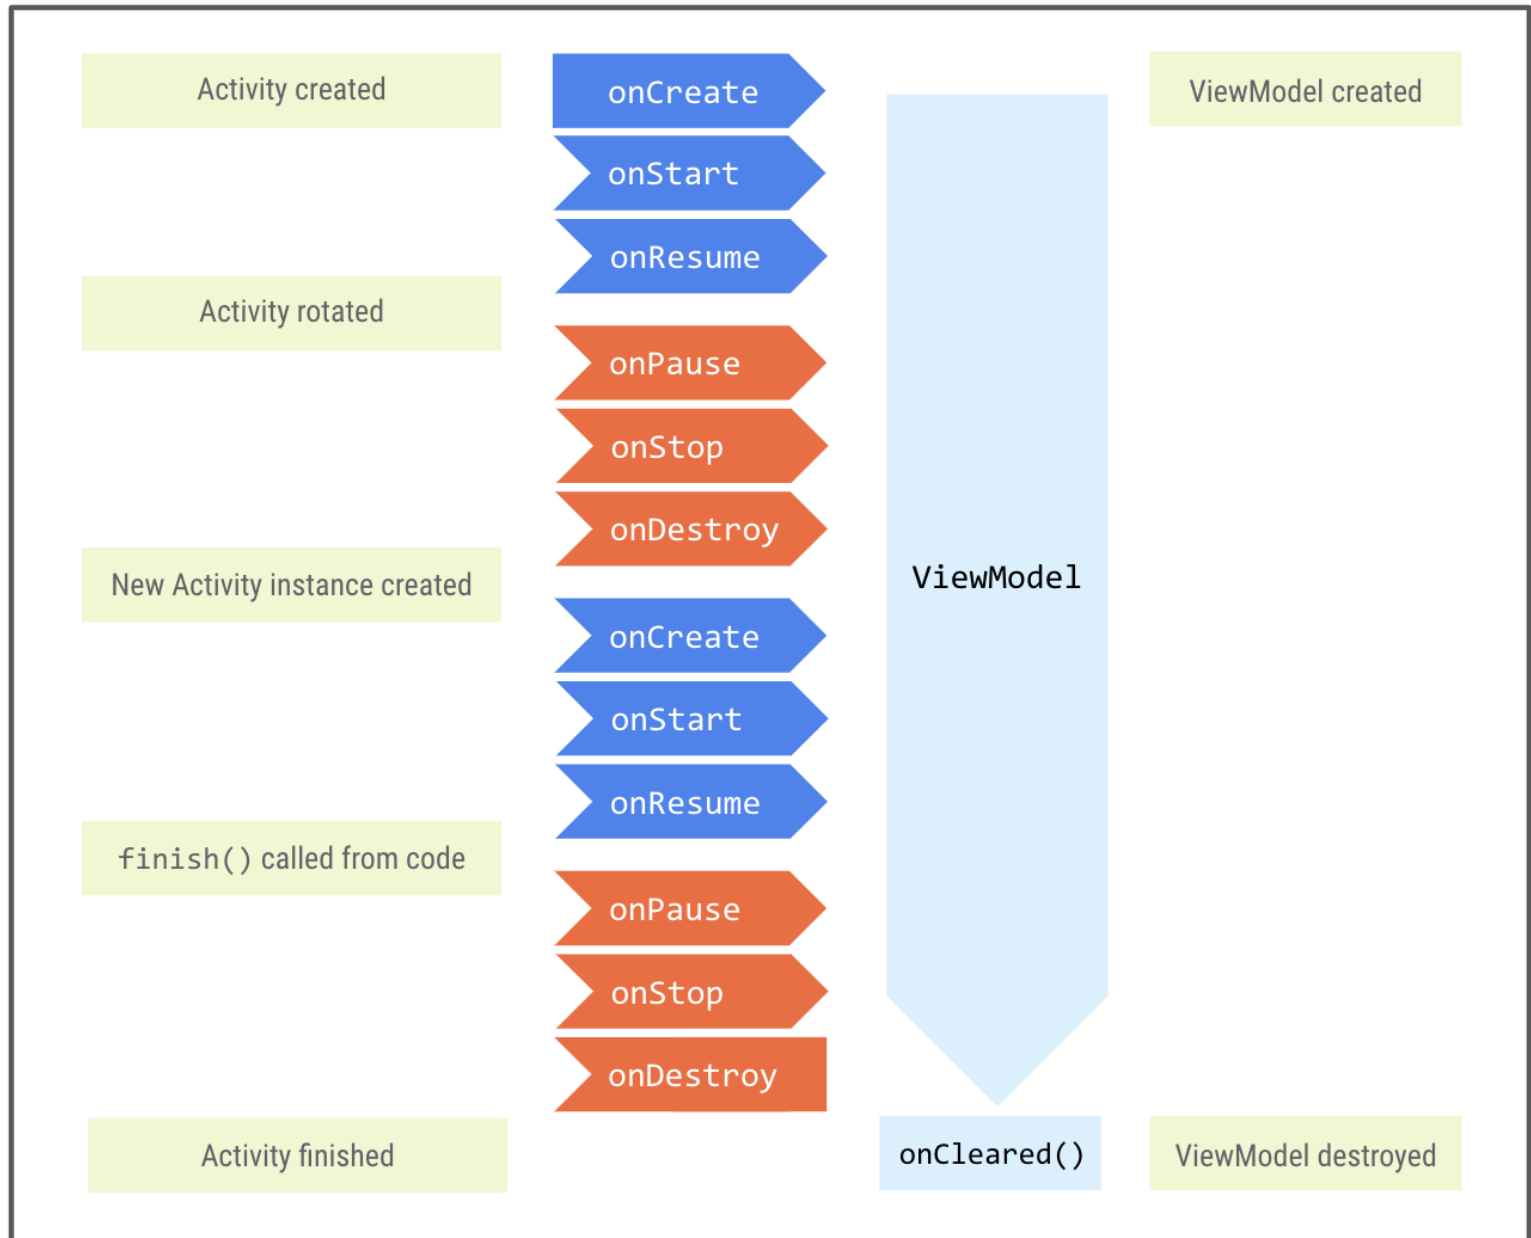 Activity created
onCreate
ViewModel created
onStart
onResume
Activity rotated
onPause
onStop
onDestroy
ViewModel
New Activity instance created
onCreate
onStart
onResume
finish() called from code
onPause
onStop
onDestroy
Activity finished
onCleared()
ViewModel destroyed